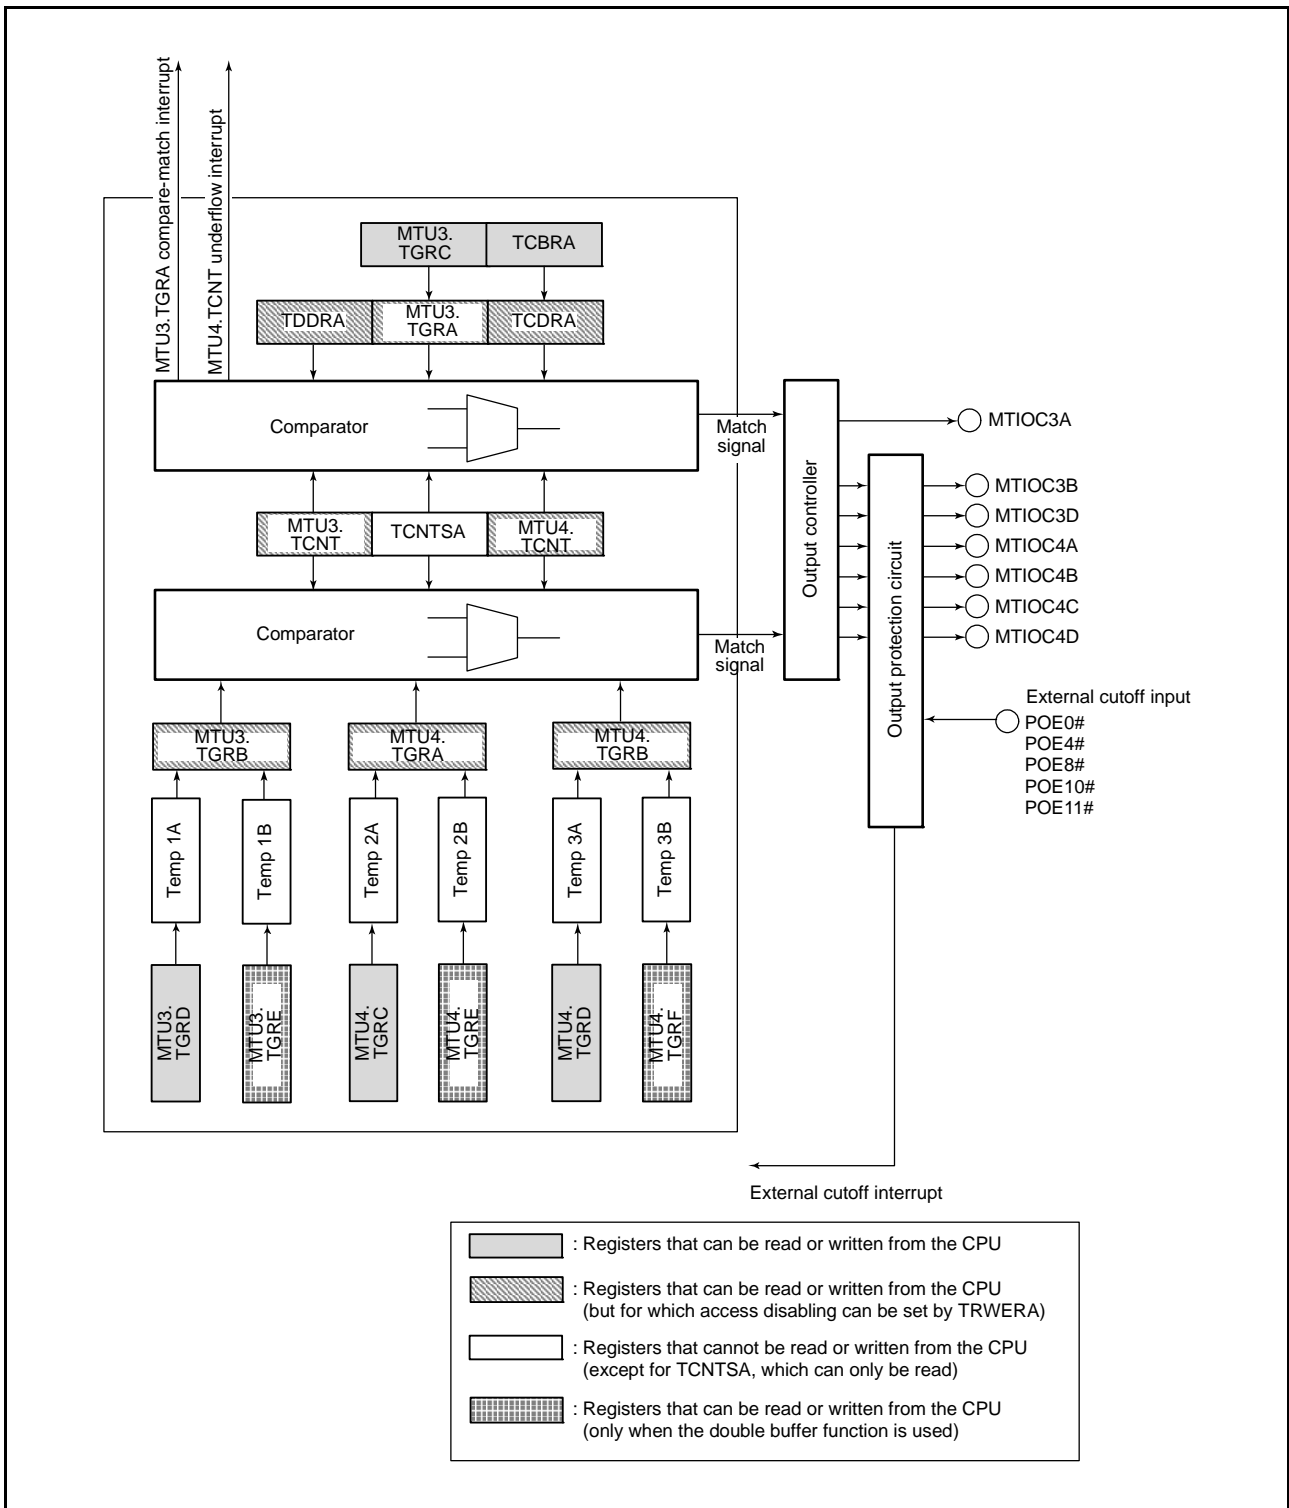 MTU3.TGRA compare-match interrupt
MTU4.TCNT underflow interrupt
MTU3.
TGRC
TCBRA
TDDRA
MTU3.
TGRA
TCDRA
Comparator
Match
signal
MTU3.
TCNT
TCNTSA
MTU4.
TCNT
Comparator
Match
signal
Output controller
Output protection circuit
MTIOC3A
MTIOC3B
MTIOC3D
MTIOC4A
MTIOC4B
MTIOC4C
MTIOC4D
External cutoff input
POE0#
POE4#
POE8#
POE10#
POE11#
MTU3.
TGRB
MTU4.
TGRA
MTU4.
TGRB
Temp 1A
Temp 1B
Temp 2A
Temp 2B
Temp 3A
Temp 3B
MTU3.
TGRD
MTU3.
TGRE
MTU4.
TGRC
MTU4.
TGRE
MTU4.
TGRD
MTU4.
TGRF
External cutoff interrupt
: Registers that can be read or written from the CPU
: Registers that can be read or written from the CPU
(but for which access disabling can be set by TRWERA)
: Registers that cannot be read or written from the CPU
(except for TCNTSA, which can only be read)
: Registers that can be read or written from the CPU
(only when the double buffer function is used)